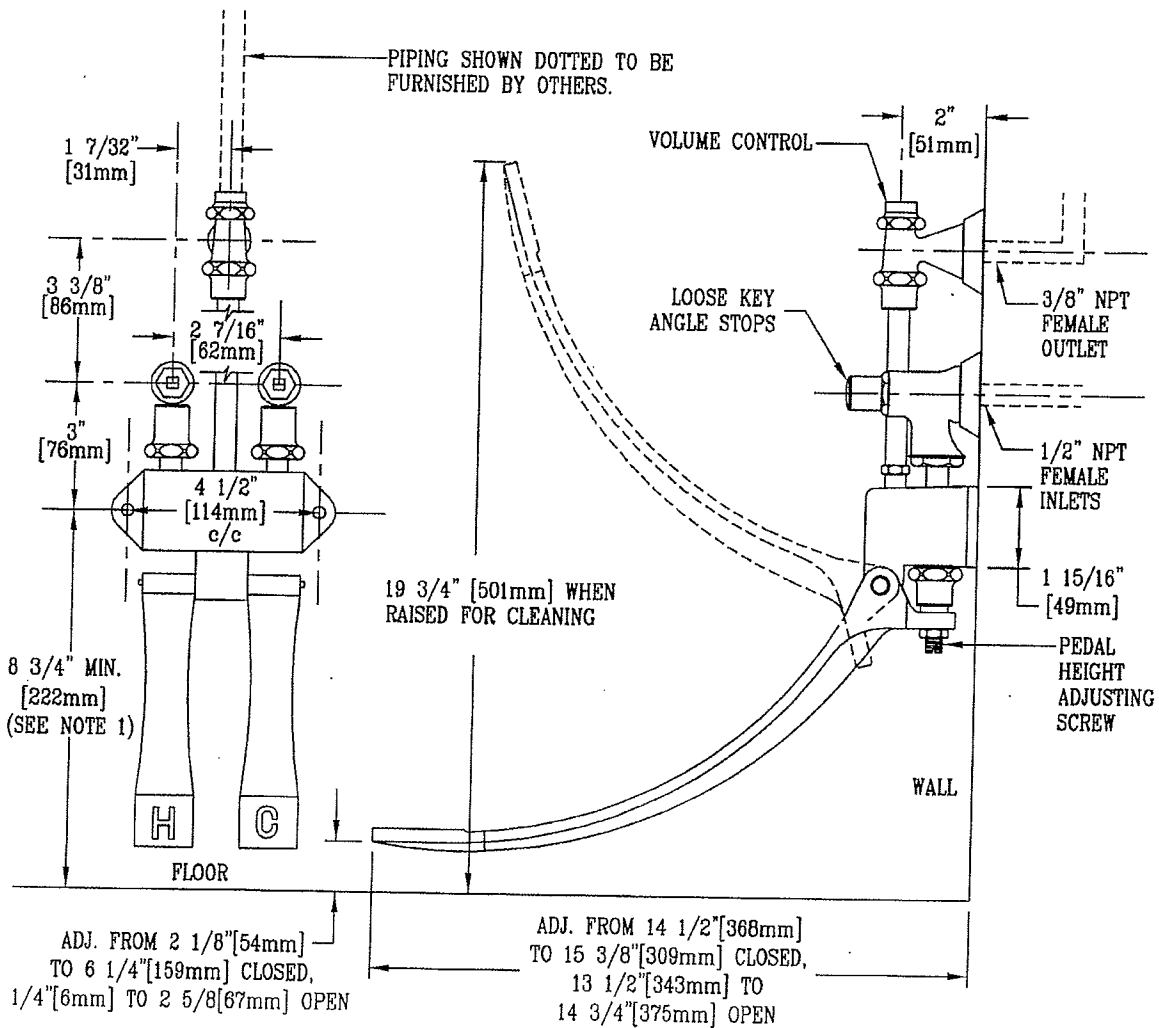 PIPING SHOWN DOTTED TO BE
FURNISHED BY OTHERS.
1 7/32"
[31mm]
VOLUME CONTROL
2"
[51mm]
3 3/8"
[86mm]
2 7/16"
[62mm]
LOOSE KEY
ANGLE STOPS
3/8" NPT
FEMALE
OUTLET
3"
[76mm]
1/2" NPT
FEMALE
INLETS
4 1/2"
[114mm]
c/c
19 3/4" [501mm] WHEN
RAISED FOR CLEANING
1 15/16"
[49mm]
8 3/4" MIN.
[222mm]
(SEE NOTE 1)
PEDAL
HEIGHT
ADJUSTING
SCREW
WALL
H
C
FLOOR
ADJ. FROM 2 1/8"[54mm]
TO 6 1/4"[159mm] CLOSED,
1/4"[6mm] TO 2 5/8[67mm] OPEN
ADJ. FROM 14 1/2"[368mm]
TO 15 3/8"[309mm] CLOSED,
13 1/2"[343mm] TO
14 3/4"[375mm] OPEN